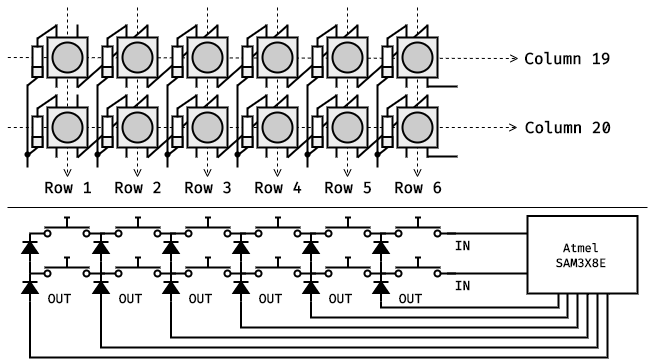 Column 19
Column 20
Row 1 Row 2 Row 3 Row 4 Row 5 Row 6
Atmel
SAM3X8E
IN
IN
OUT OUT OUT OUT OUT OUT